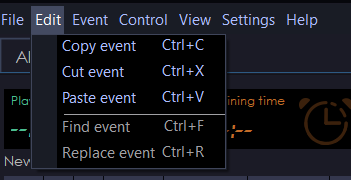 File Edit Event Control View Settings Help
Copy event Ctrl+C
Cut event Ctrl+X
Paste event Ctrl+V
Find event Ctrl+F
Replace event Ctrl+R
time